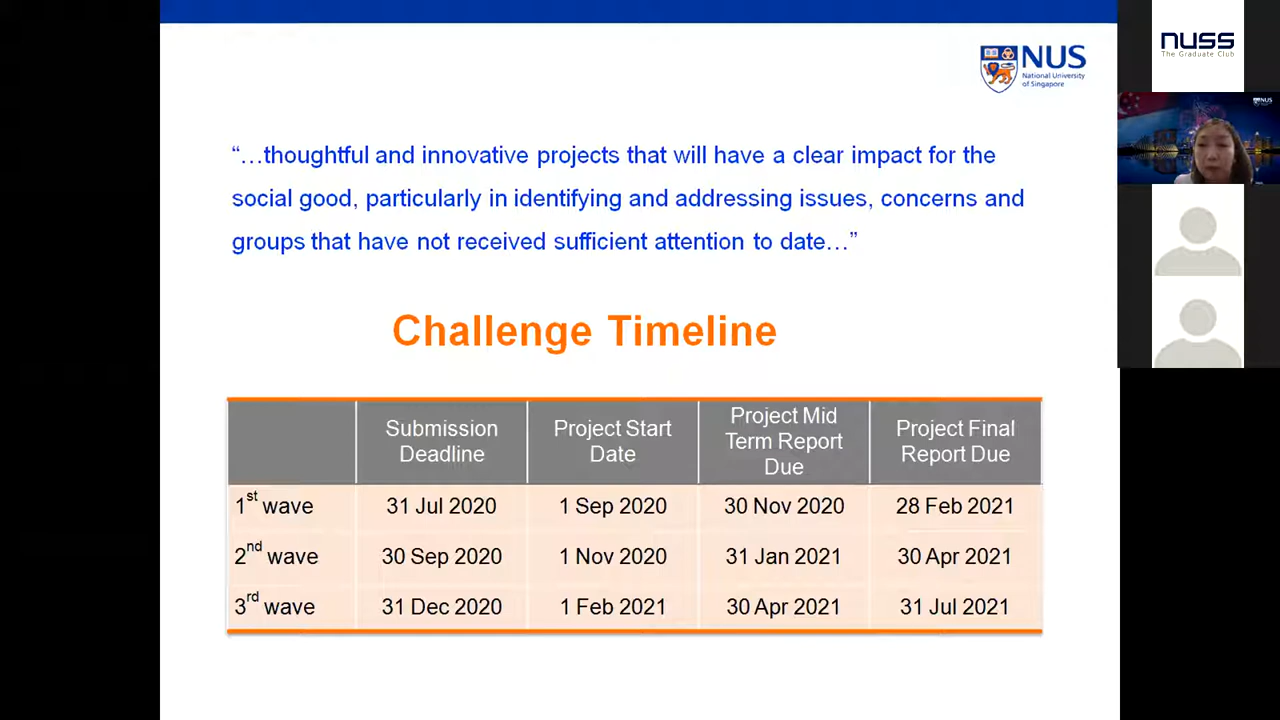 NUS
National University
of Singapore
nuss
The Graduate Club
NUS
“…thoughtful and innovative projects that will have a clear impact for the
social good, particularly in identifying and addressing issues, concerns and
groups that have not received sufficient attention to date…”
Challenge Timeline
Submission Deadline
Project Start Date
Project Mid Term Report Due
Project Final Report Due
1st wave 31 Jul 2020 1 Sep 2020 30 Nov 2020 28 Feb 2021
2nd wave 30 Sep 2020 1 Nov 2020 31 Jan 2021 30 Apr 2021
3rd wave 31 Dec 2020 1 Feb 2021 30 Apr 2021 31 Jul 2021